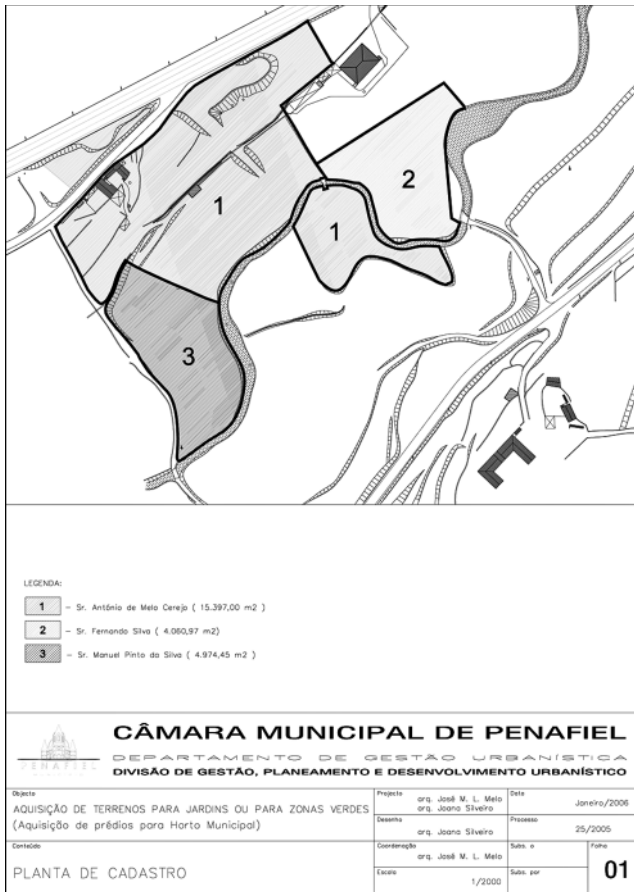 2
1
1
3
LEGENDA:
1 – Sr. António de Melo Cerejo ( 15.397,00 m2 )
2 – Sr. Fernando Silva ( 4.060,97 m2)
3 – Sr. Manuel Pinto da Silva ( 4.974,45 m2 )
CÂMARA MUNICIPAL DE PENAFIEL
PENAFIEL
DEPARTAMENTO DE GESTÃO URBANÍSTICA
DIVISÃO DE GESTÃO, PLANEAMENTO E DESENVOLVIMENTO URBANÍSTICO
Objecto
AQUISIÇÃO DE TERRENOS PARA JARDINS OU PARA ZONAS VERDES
(Aquisição de prédios para Horto Municipal)
Projecto
arq. José M. L. Melo
arq. Joana Silveiro
Data
Janeiro/2006
Desenho
arq. Joana Silveiro
Processo
25/2005
Conteúdo
PLANTA DE CADASTRO
Coordenação
arq. José M. L. Melo
Subs. a
Folha
01
Escala
1/2000
Subs. por